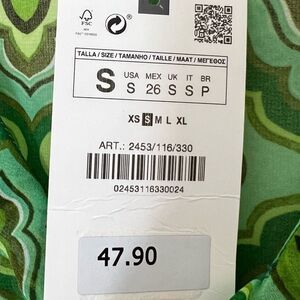 FSC
TALLA / SIZE / TAMANHO / TAILLE / MAAT / ΜΕΓΕΘΟΣ
S USA MEX UK IT BR
S 26 S S P
XS S M L XL
ART.: 2453/116/330
02453116330024
47.90